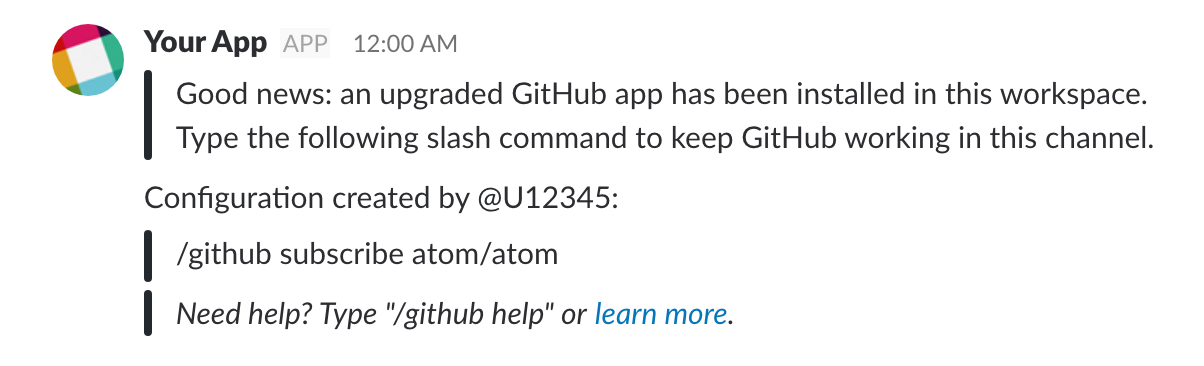 Your App APP 12:00 AM
Good news: an upgraded GitHub app has been installed in this workspace.
Type the following slash command to keep GitHub working in this channel.
Configuration created by @U12345:
/github subscribe atom/atom
Need help? Type "/github help" or learn more.